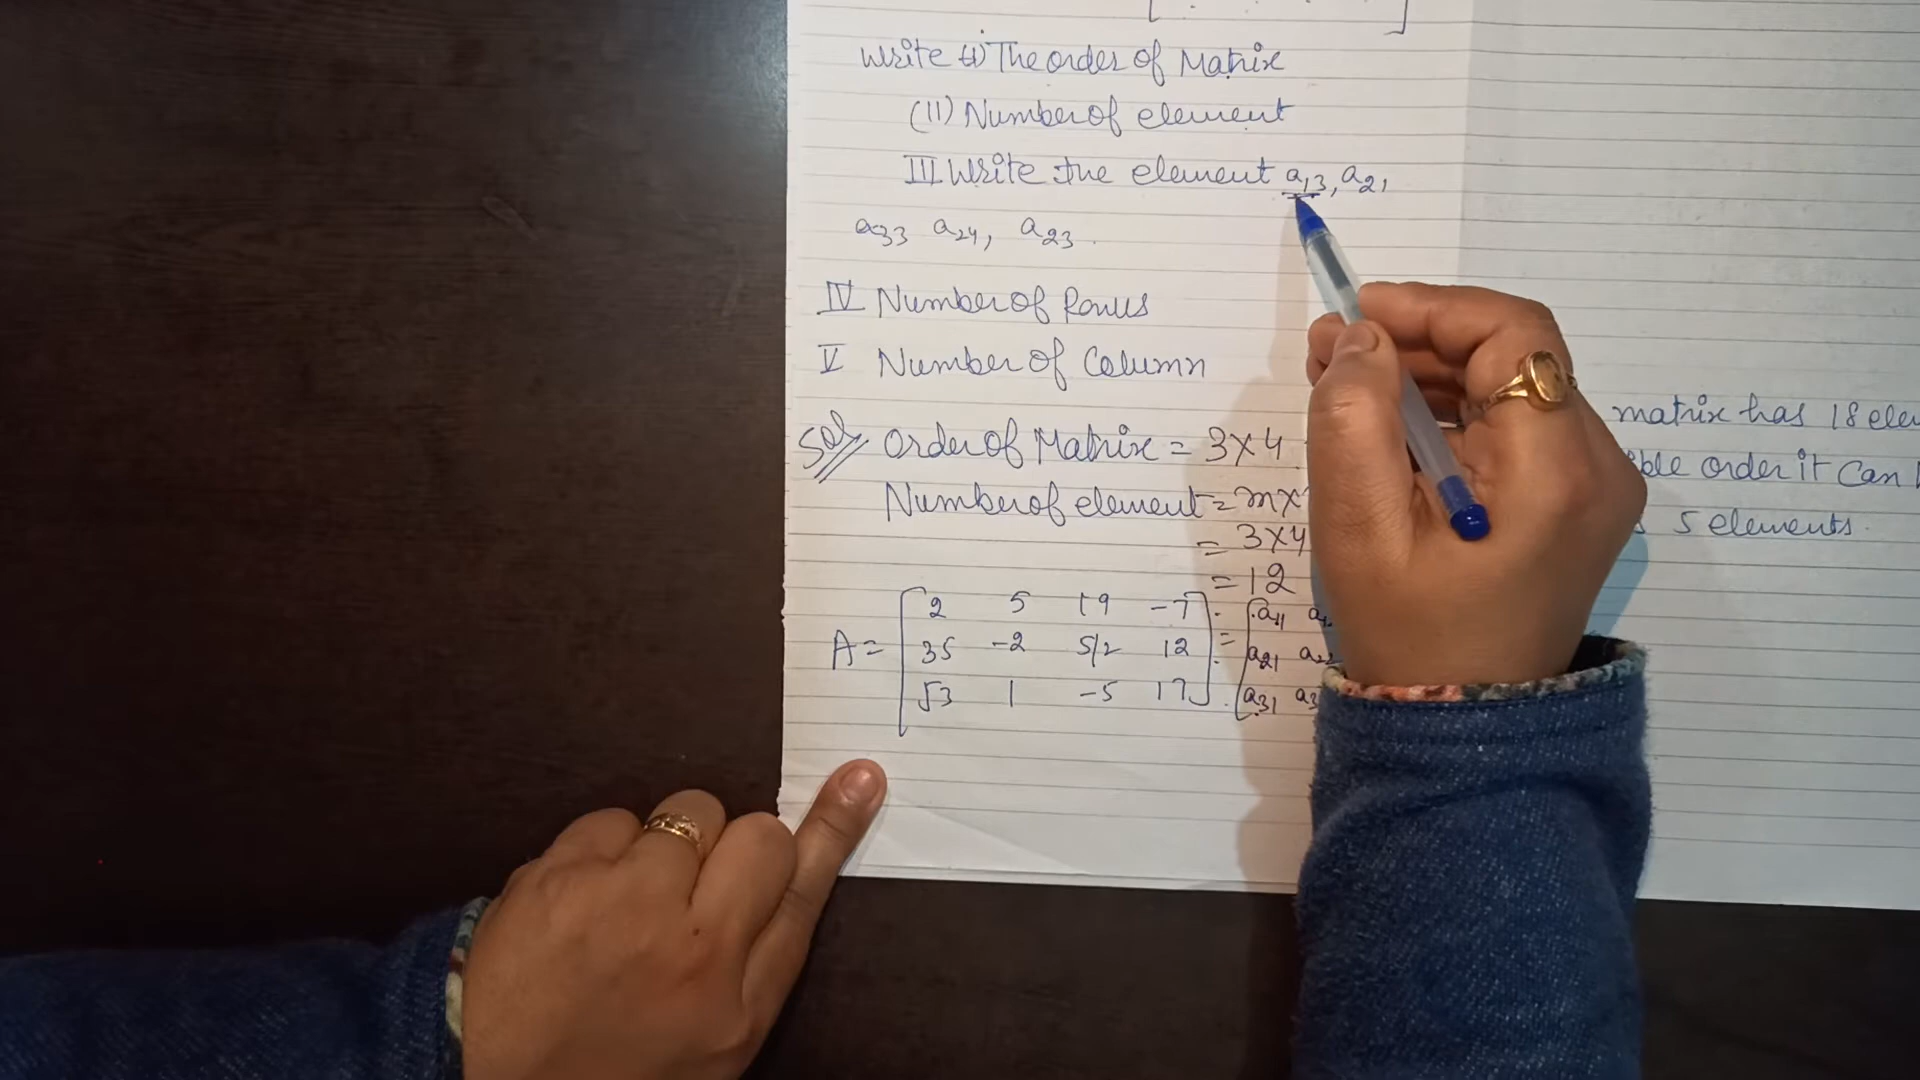 Write (I) The order of Matrix
(II) Number of element
III Write the element a13, a21
a33 a24, a23.
IV Number of Rows
V Number of Column
Sol Order of Matrix = 3×4
Number of element = m×
= 3×4
= 12
A = [ 2 5 19 -7 ] = [ a11
35 -2 5/2 12 a21 a22
√3 1 -5 17 ] a31 a3
matrix has 18 ele
ble order it Can
5 elements.